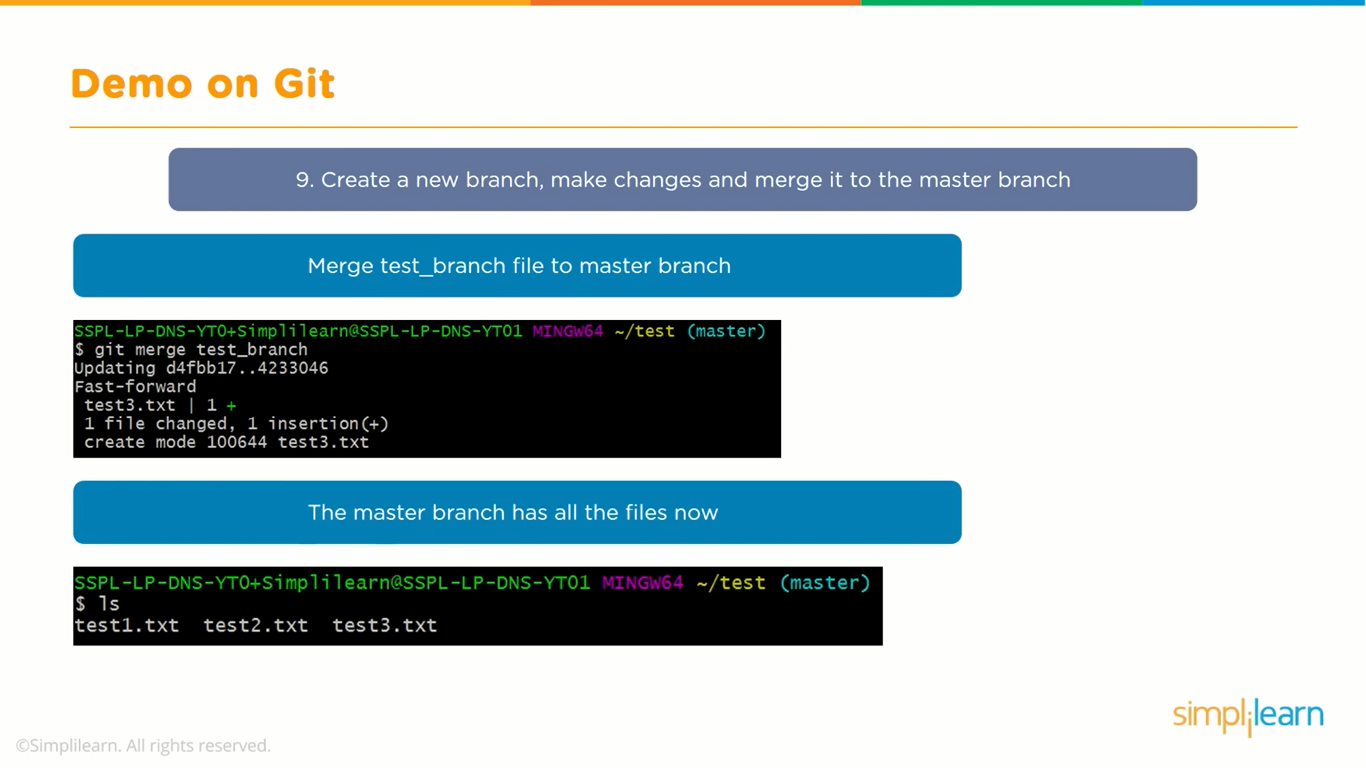 Demo on Git
9. Create a new branch, make changes and merge it to the master branch
Merge test_branch file to master branch
SSPL-LP-DNS-YT0+Simplilearn@SSPL-LP-DNS-YT01 MINGW64 ~/test (master)
$ git merge test_branch
Updating d4fbb17..4233046
Fast-forward
 test3.txt | 1 +
 1 file changed, 1 insertion(+)
 create mode 100644 test3.txt
The master branch has all the files now
SSPL-LP-DNS-YT0+Simplilearn@SSPL-LP-DNS-YT01 MINGW64 ~/test (master)
$ ls
test1.txt  test2.txt  test3.txt
simplilearn
©Simplilearn. All rights reserved.